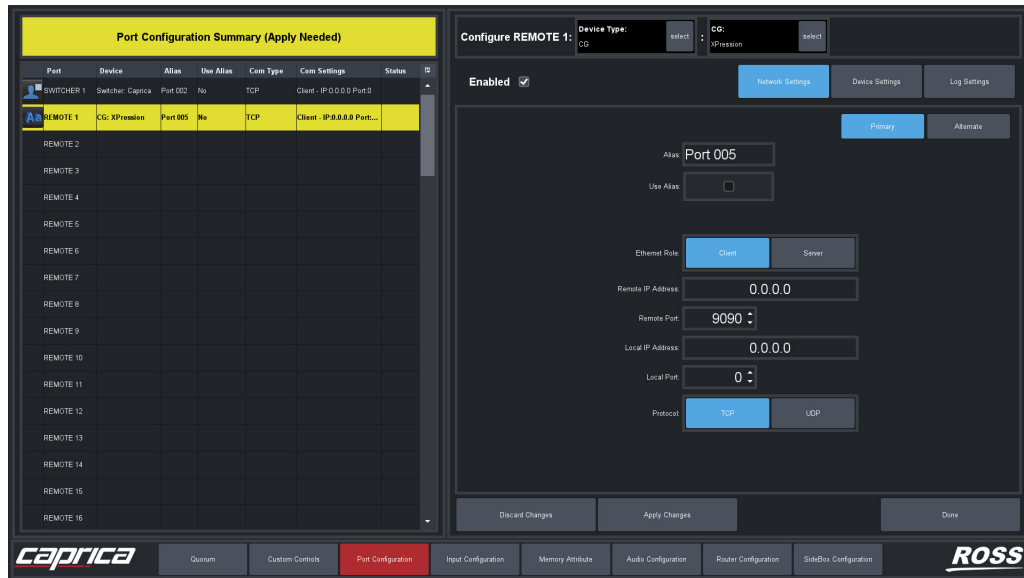 Port Configuration Summary (Apply Needed)
Port Device Alias Use Alias Com Type Com Settings Status
SWITCHER 1 Switcher: Caprica Port 002 No TCP Client - IP:0.0.0.0 Port:0
Aa REMOTE 1 CG: XPression Port 005 No TCP Client - IP:0.0.0.0 Port:...
REMOTE 2
REMOTE 3
REMOTE 4
REMOTE 5
REMOTE 6
REMOTE 7
REMOTE 8
REMOTE 9
REMOTE 10
REMOTE 11
REMOTE 12
REMOTE 13
REMOTE 14
REMOTE 15
REMOTE 16
Configure REMOTE 1: Device Type: CG select : CG: XPression select
Enabled Network Settings Device Settings Log Settings
Primary Alternate
Alias: Port 005
Use Alias:
Ethernet Role: Client Server
Remote IP Address: 0.0.0.0
Remote Port: 9090
Local IP Address: 0.0.0.0
Local Port: 0
Protocol: TCP UDP
Discard Changes Apply Changes Done
caprica Quorum Custom Controls Port Configuration Input Configuration Memory Attribute Audio Configuration Router Configuration SideBox Configuration ROSS